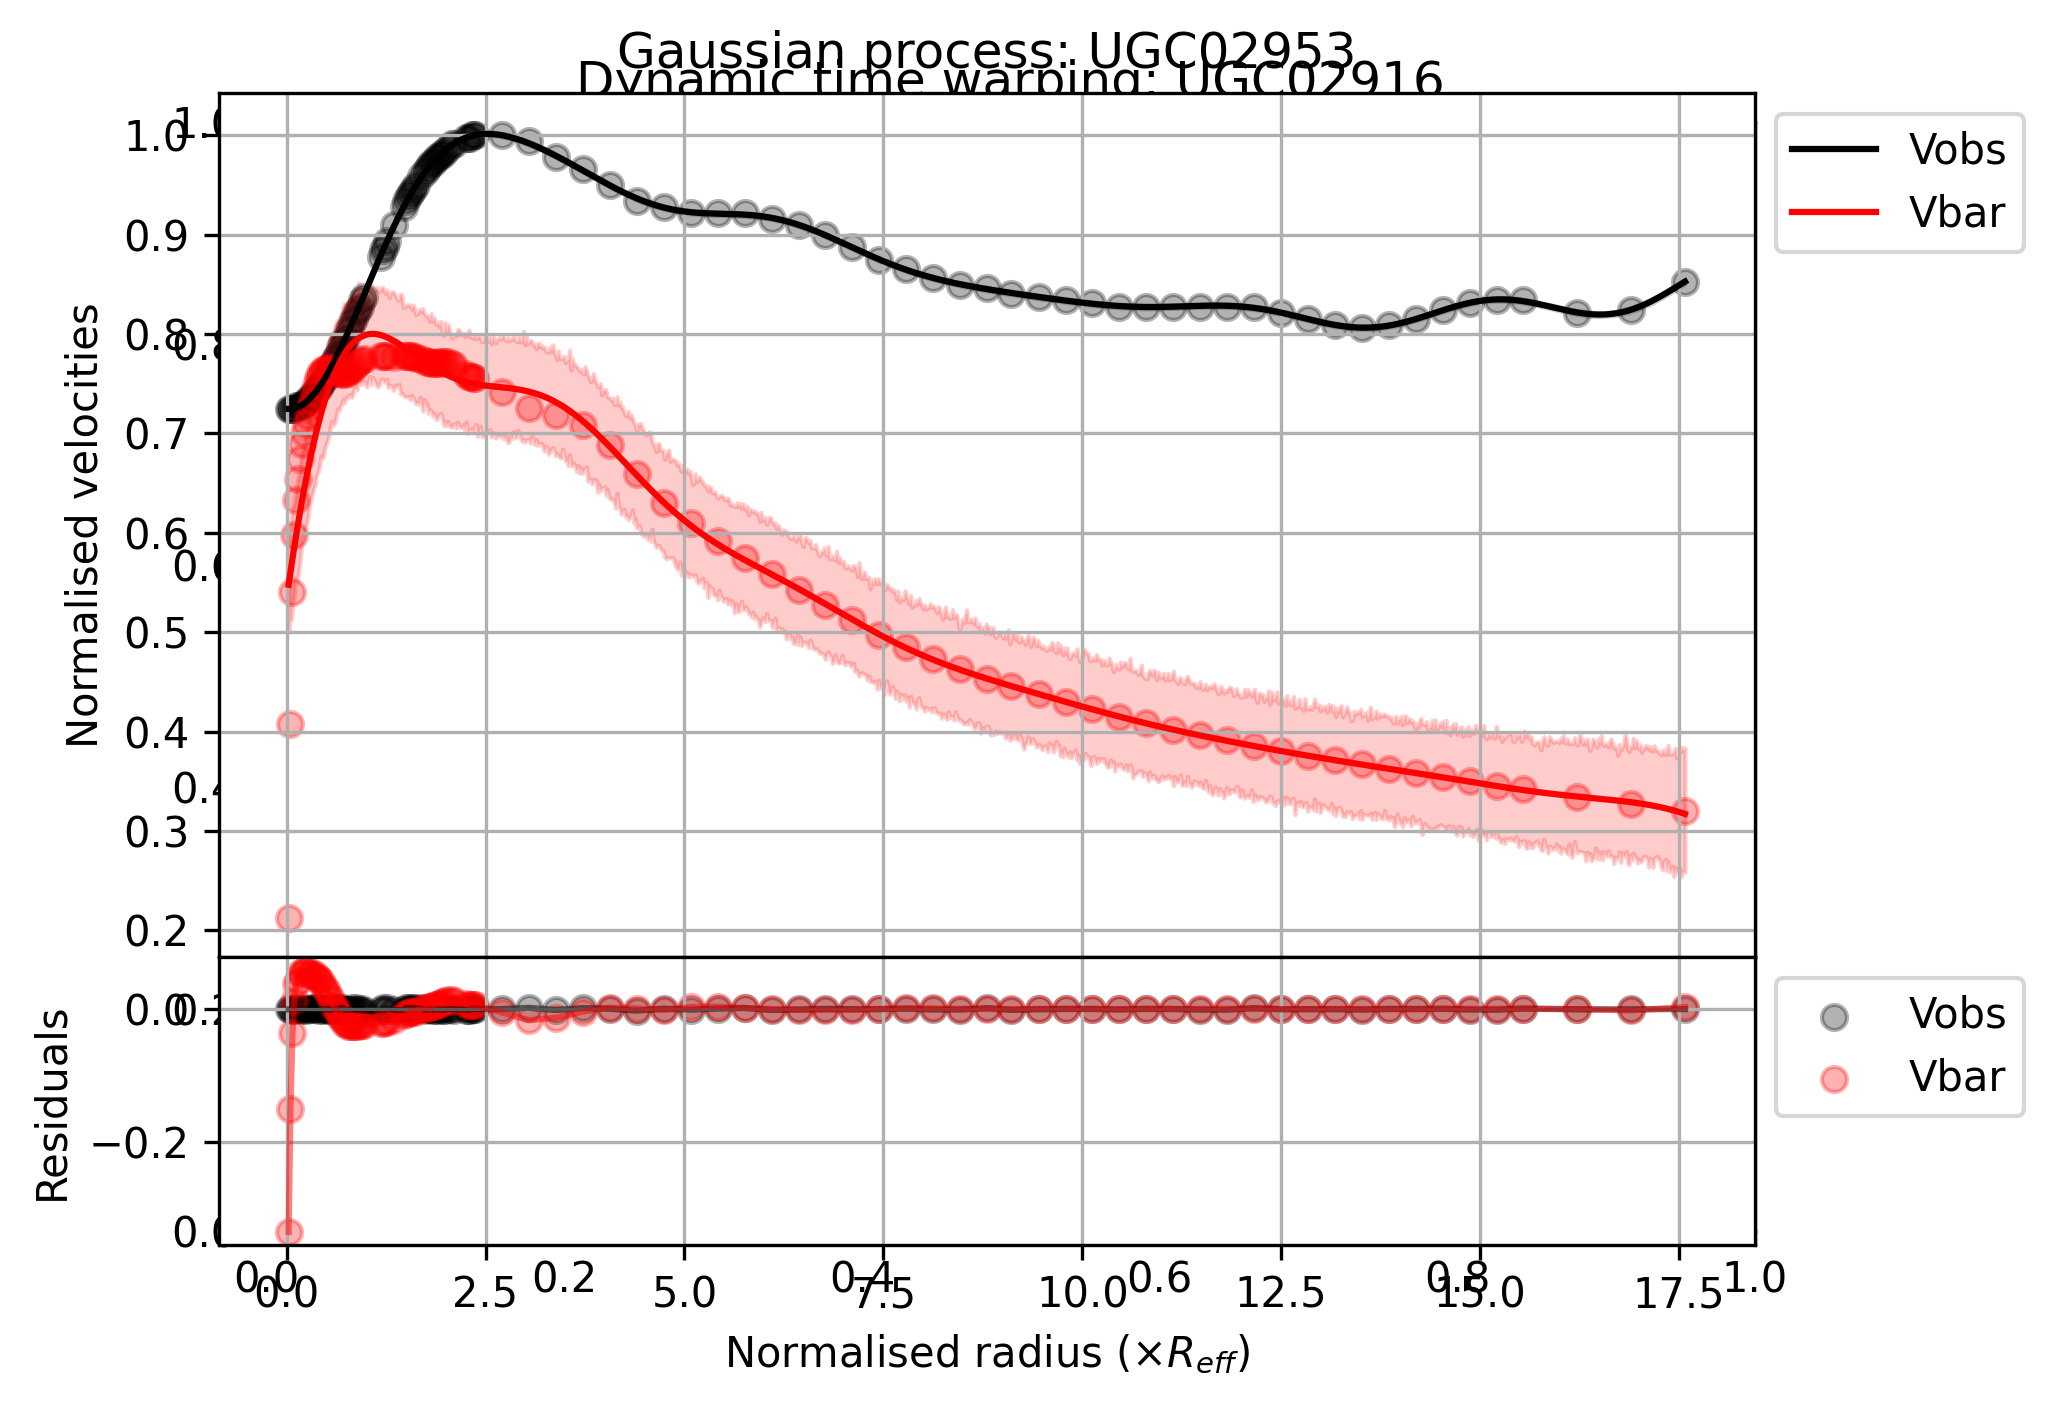 Gaussian process: UGC02953
Dynamic time warping: UGC02916
Normalised velocities
1.0
0.9
0.8
0.7
0.6
0.5
0.4
0.3
0.2
Vobs
Vbar
Residuals
0.0
−0.2
Vobs
Vbar
0.0 0.2 0.4 0.6 0.8 1.0
0.0 2.5 5.0 7.5 10.0 12.5 15.0 17.5
Normalised radius (×R_{eff})